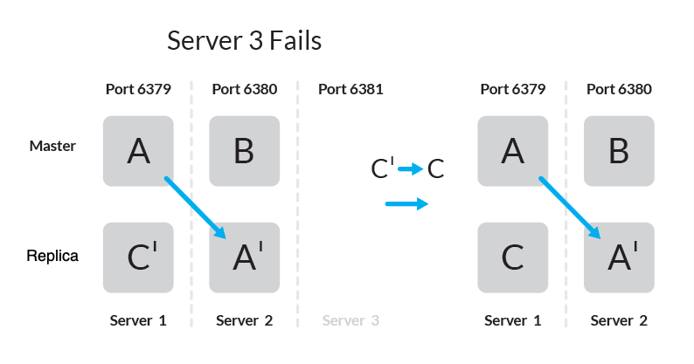 Server 3 Fails
Port 6379 Port 6380 Port 6381 Port 6379 Port 6380
Master A B A B
C' C
Replica C' A' C A'
Server 1 Server 2 Server 3 Server 1 Server 2